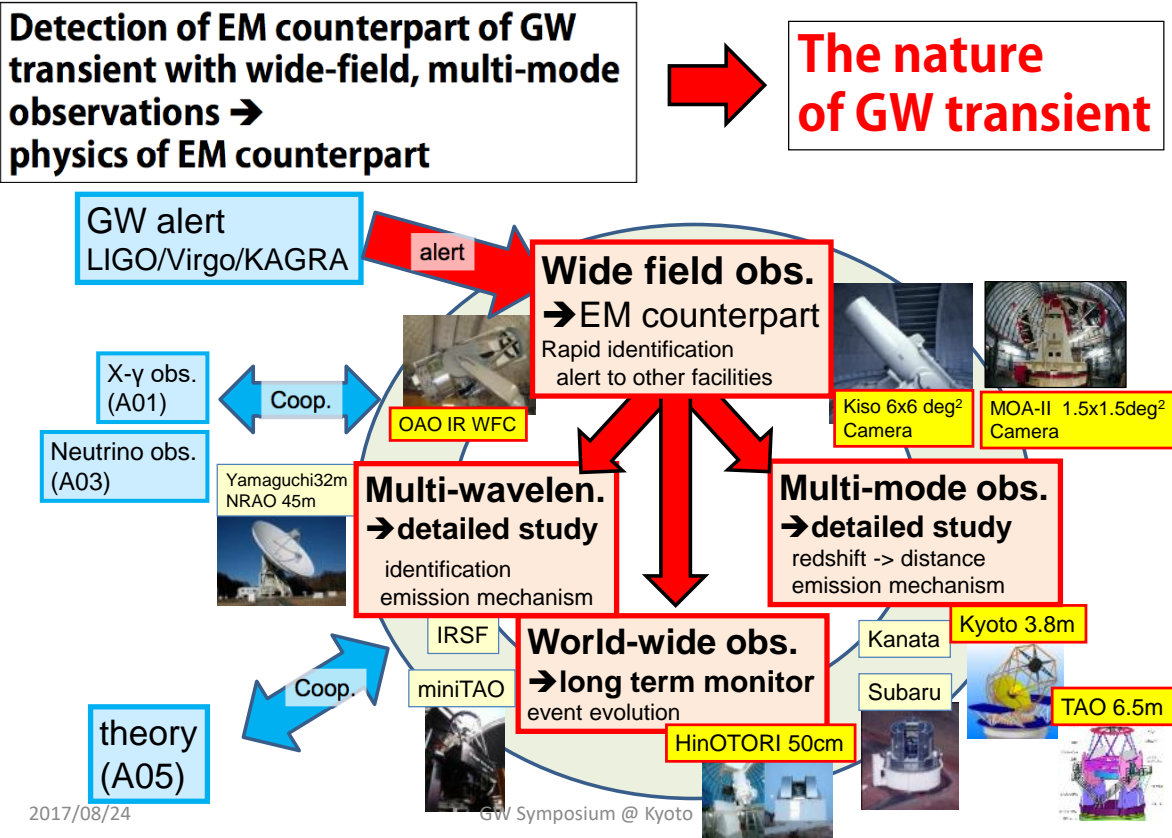 Detection of EM counterpart of GW
transient with wide-field, multi-mode
observations ➔
physics of EM counterpart
The nature
of GW transient
GW alert
LIGO/Virgo/KAGRA
alert
Wide field obs.
➔EM counterpart
Rapid identification
alert to other facilities
X-γ obs.
(A01)
Coop.
Neutrino obs.
(A03)
OAO IR WFC
Kiso 6x6 deg²
Camera
MOA-II 1.5x1.5deg²
Camera
Yamaguchi32m
NRAO 45m
Multi-wavelen.
➔detailed study
identification
emission mechanism
Multi-mode obs.
➔detailed study
redshift -> distance
emission mechanism
IRSF
miniTAO
World-wide obs.
➔long term monitor
event evolution
HinOTORI 50cm
Kanata
Subaru
Kyoto 3.8m
TAO 6.5m
Coop.
theory
(A05)
2017/08/24
GW Symposium @ Kyoto